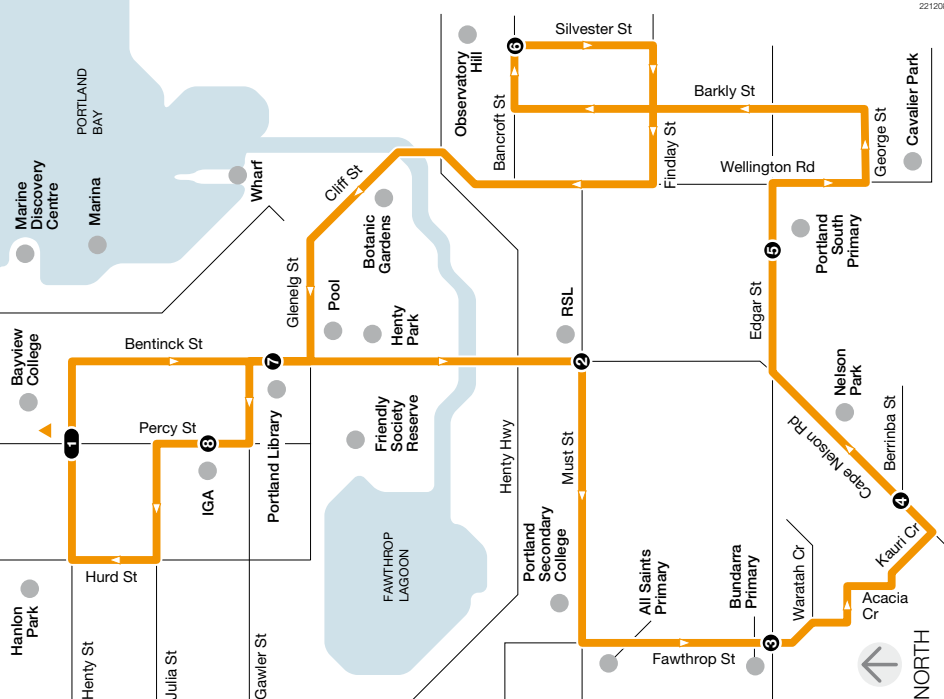 22120
Silvester St
Observatory
Hill
6
PORTLAND
BAY
Bancroft St
Barkly St
Findlay St
George St
Cavalier Park
Wellington Rd
Marine
Discovery
Centre
Marina
Wharf
Cliff St
Botanic
Gardens
Portland
South
Primary
5
Glenelg St
Pool
Henty
Park
RSL
Edgar St
Bayview
College
Bentinck St
7
2
Nelson
Park
Berrinba St
Percy St
1
8
IGA
Portland Library
Friendly
Society
Reserve
Henty Hwy
Must St
Cape Nelson Rd
4
Portland
Secondary
College
Kauri Cr
Hurd St
FAWTHROP
LAGOON
All Saints
Primary
Bundarra
Primary
Waratah Cr
Acacia
Cr
Hanlon
Park
3
Fawthrop St
Henty St
Julia St
Gawler St
NORTH